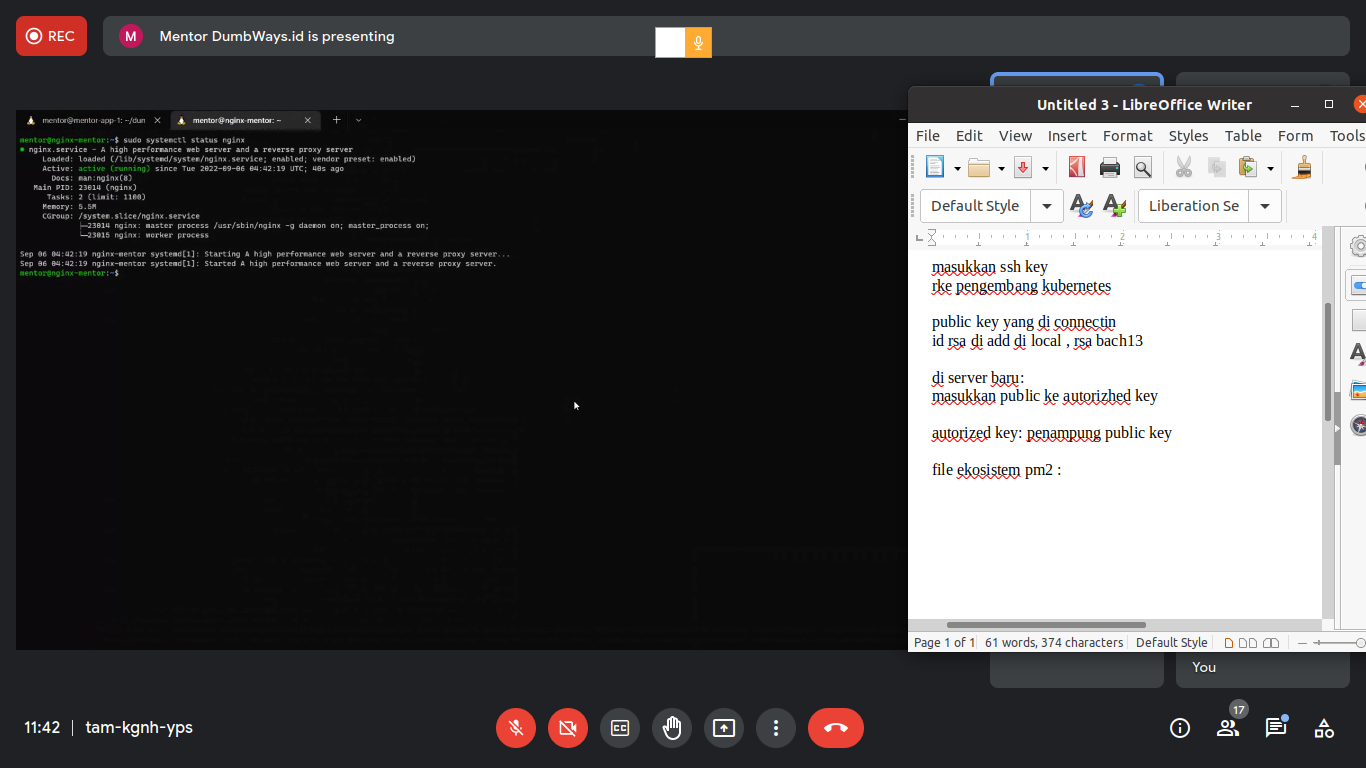 REC
M
Mentor DumbWays.id is presenting
mentor@mentor-app-1: ~/dun
mentor@nginx-mentor: ~
mentor@nginx-mentor:~$ sudo systemctl status nginx
● nginx.service - A high performance web server and a reverse proxy server
Loaded: loaded (/lib/systemd/system/nginx.service; enabled; vendor preset: enabled)
Active: active (running) since Tue 2022-09-06 04:42:19 UTC; 40s ago
Docs: man:nginx(8)
Main PID: 23014 (nginx)
Tasks: 2 (limit: 1100)
Memory: 5.5M
CGroup: /system.slice/nginx.service
├─23014 nginx: master process /usr/sbin/nginx -g daemon on; master_process on;
└─23015 nginx: worker process
Sep 06 04:42:19 nginx-mentor systemd[1]: Starting A high performance web server and a reverse proxy server...
Sep 06 04:42:19 nginx-mentor systemd[1]: Started A high performance web server and a reverse proxy server.
mentor@nginx-mentor:~$
Untitled 3 - LibreOffice Writer
File Edit View Insert Format Styles Table Form Tools
Default Style Liberation Se
1 1 2 3 4
masukkan ssh key
rke pengembang kubernetes
public key yang di connectin
id rsa di add di local , rsa bach13
di server baru:
masukkan public ke autorizhed key
autorized key: penampung public key
file ekosistem pm2 :
Page 1 of 1 61 words, 374 characters Default Style
You
11:42 | tam-kgnh-yps
17